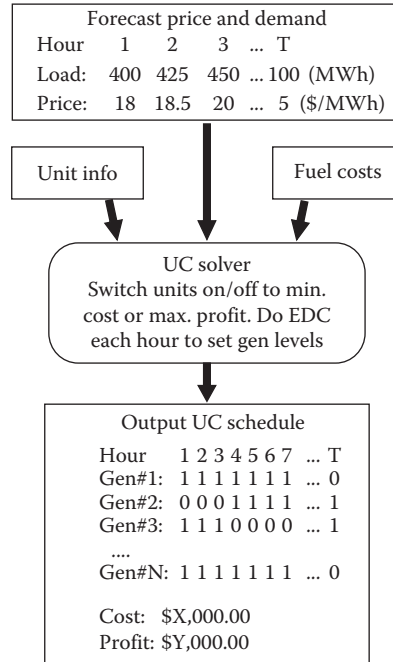 Forecast price and demand
Hour 1 2 3 ... T
Load: 400 425 450 ... 100 (MWh)
Price: 18 18.5 20 ... 5 ($/MWh)
Unit info
Fuel costs
UC solver
Switch units on/off to min.
cost or max. profit. Do EDC
each hour to set gen levels
Output UC schedule
Hour 1 2 3 4 5 6 7 ... T
Gen#1: 1 1 1 1 1 1 1 ... 0
Gen#2: 0 0 0 1 1 1 1 ... 1
Gen#3: 1 1 1 0 0 0 0 ... 1
....
Gen#N: 1 1 1 1 1 1 1 ... 0
Cost: $X,000.00
Profit: $Y,000.00